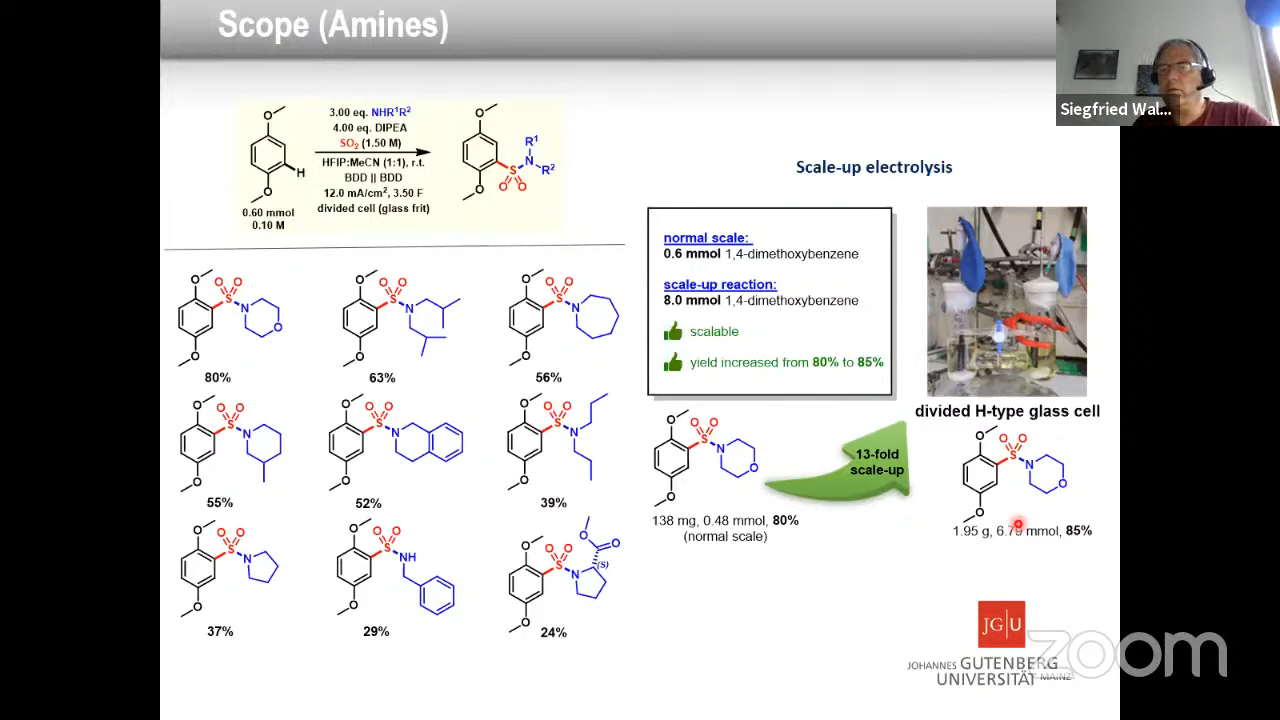 Scope (Amines)
Siegfried Wal...
O
H
O
0.60 mmol
0.10 M
3.00 eq. NHR¹R²
4.00 eq. DIPEA
SO₂ (1.50 M)
HFIP:MeCN (1:1), r.t.
BDD || BDD
12.0 mA/cm², 3.50 F
divided cell (glass frit)
O
R¹
N
R²
S
O O
O
Scale-up electrolysis
normal scale:
0.6 mmol 1,4-dimethoxybenzene
scale-up reaction:
8.0 mmol 1,4-dimethoxybenzene
scalable
yield increased from 80% to 85%
divided H-type glass cell
O O O
S
N
O
O
80%
O O O
S
N
O
63%
O O O
S
N
O
56%
O O O
S
N
O
55%
O O O
S
N
O
52%
O O O
S
N
O
39%
O O O
S
N
O
37%
O O O
S
NH
O
29%
O O O
S
N
O
O
(S)
O
24%
O O O
S
N
O
O
138 mg, 0.48 mmol, 80%
(normal scale)
13-fold
scale-up
O O O
S
N
O
O
1.95 g, 6.79 mmol, 85%
JG|U
JOHANNES GUTENBERG
UNIVERSITÄT MAINZ
zoom